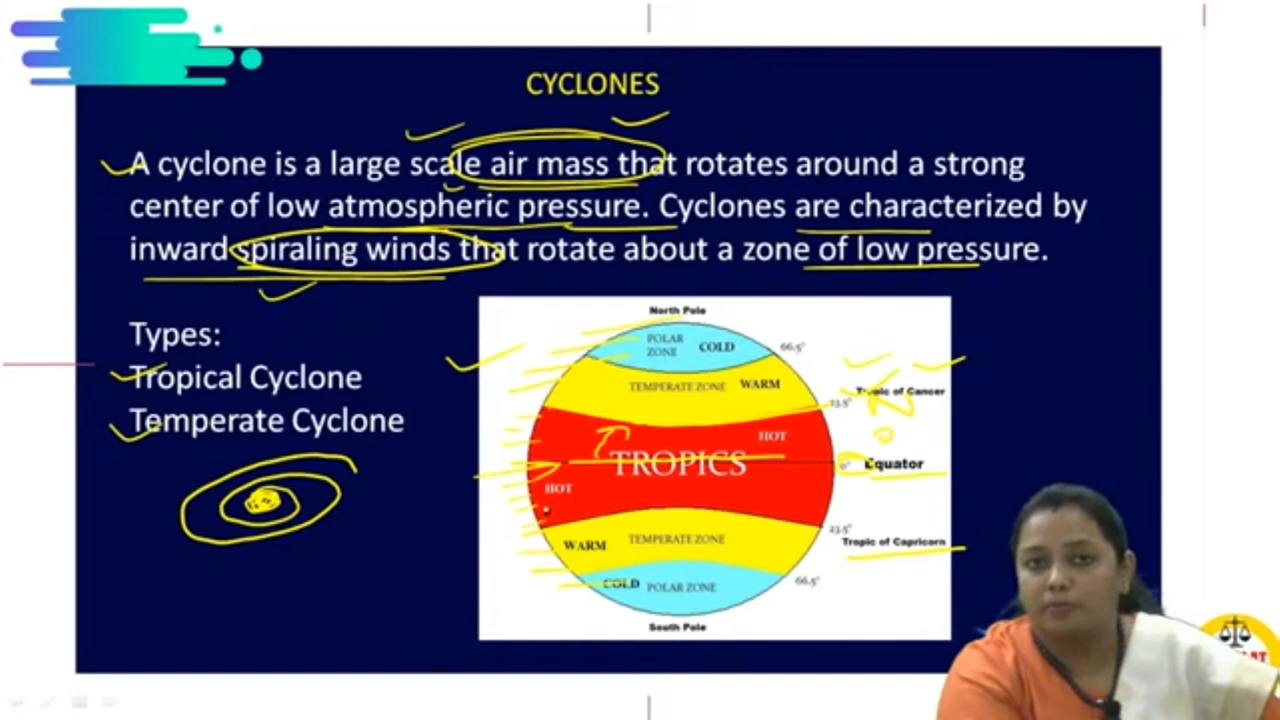 CYCLONES
A cyclone is a large scale air mass that rotates around a strong
center of low atmospheric pressure. Cyclones are characterized by
inward spiraling winds that rotate about a zone of low pressure.
Types:
Tropical Cyclone
Temperate Cyclone
North Pole
POLAR
ZONE
COLD
66.5°
TEMPERATE ZONE
WARM
Tropic of Cancer
23.5°
HOT
TROPICS
Equator
HOT
23.5°
Tropic of Capricorn
WARM
TEMPERATE ZONE
66.5°
COLD
POLAR ZONE
South Pole